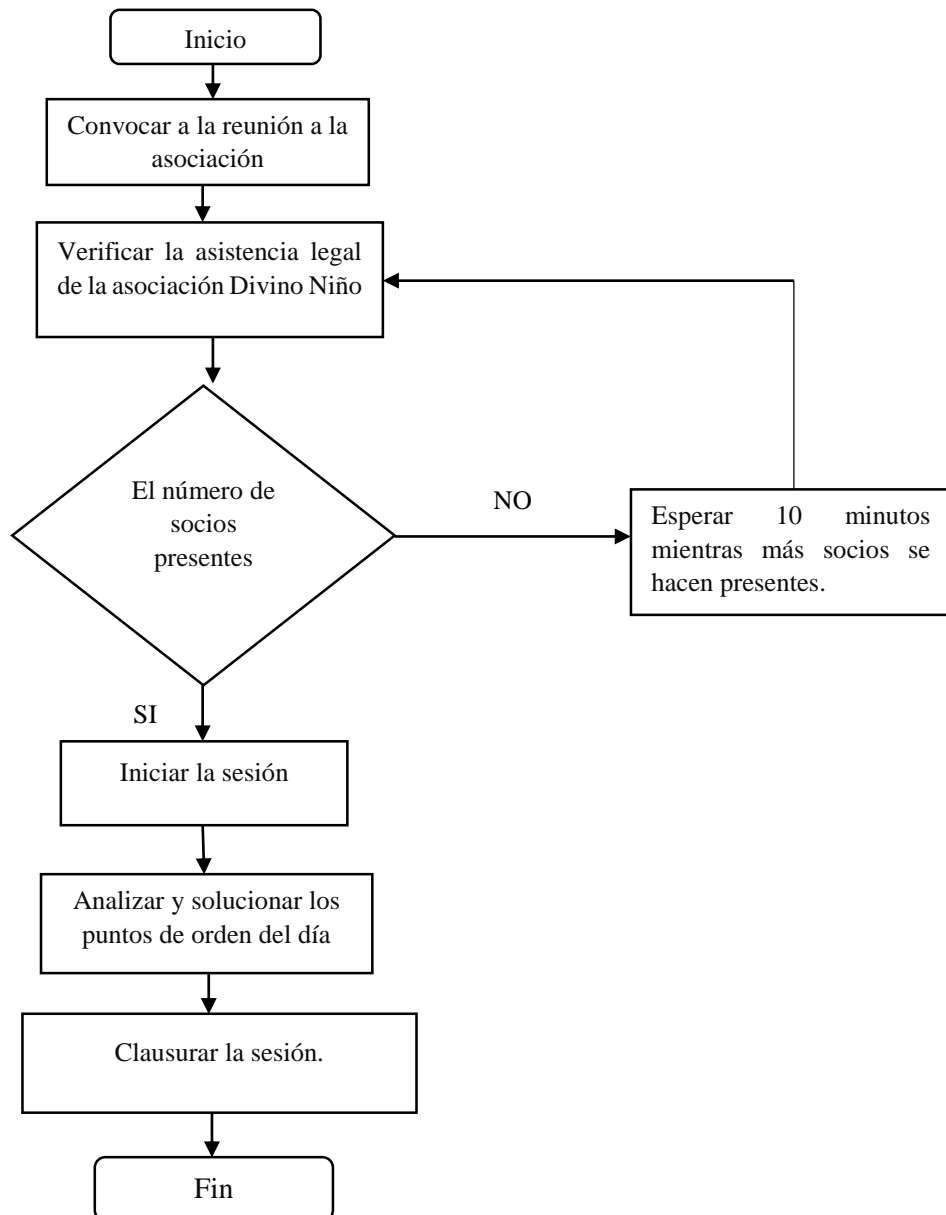 Inicio
Convocar a la reunión a la
asociación
Verificar la asistencia legal
de la asociación Divino Niño
El número de
socios
presentes
NO
Esperar 10 minutos
mientras más socios se
hacen presentes.
SI
Iniciar la sesión
Analizar y solucionar los
puntos de orden del día
Clausurar la sesión.
Fin